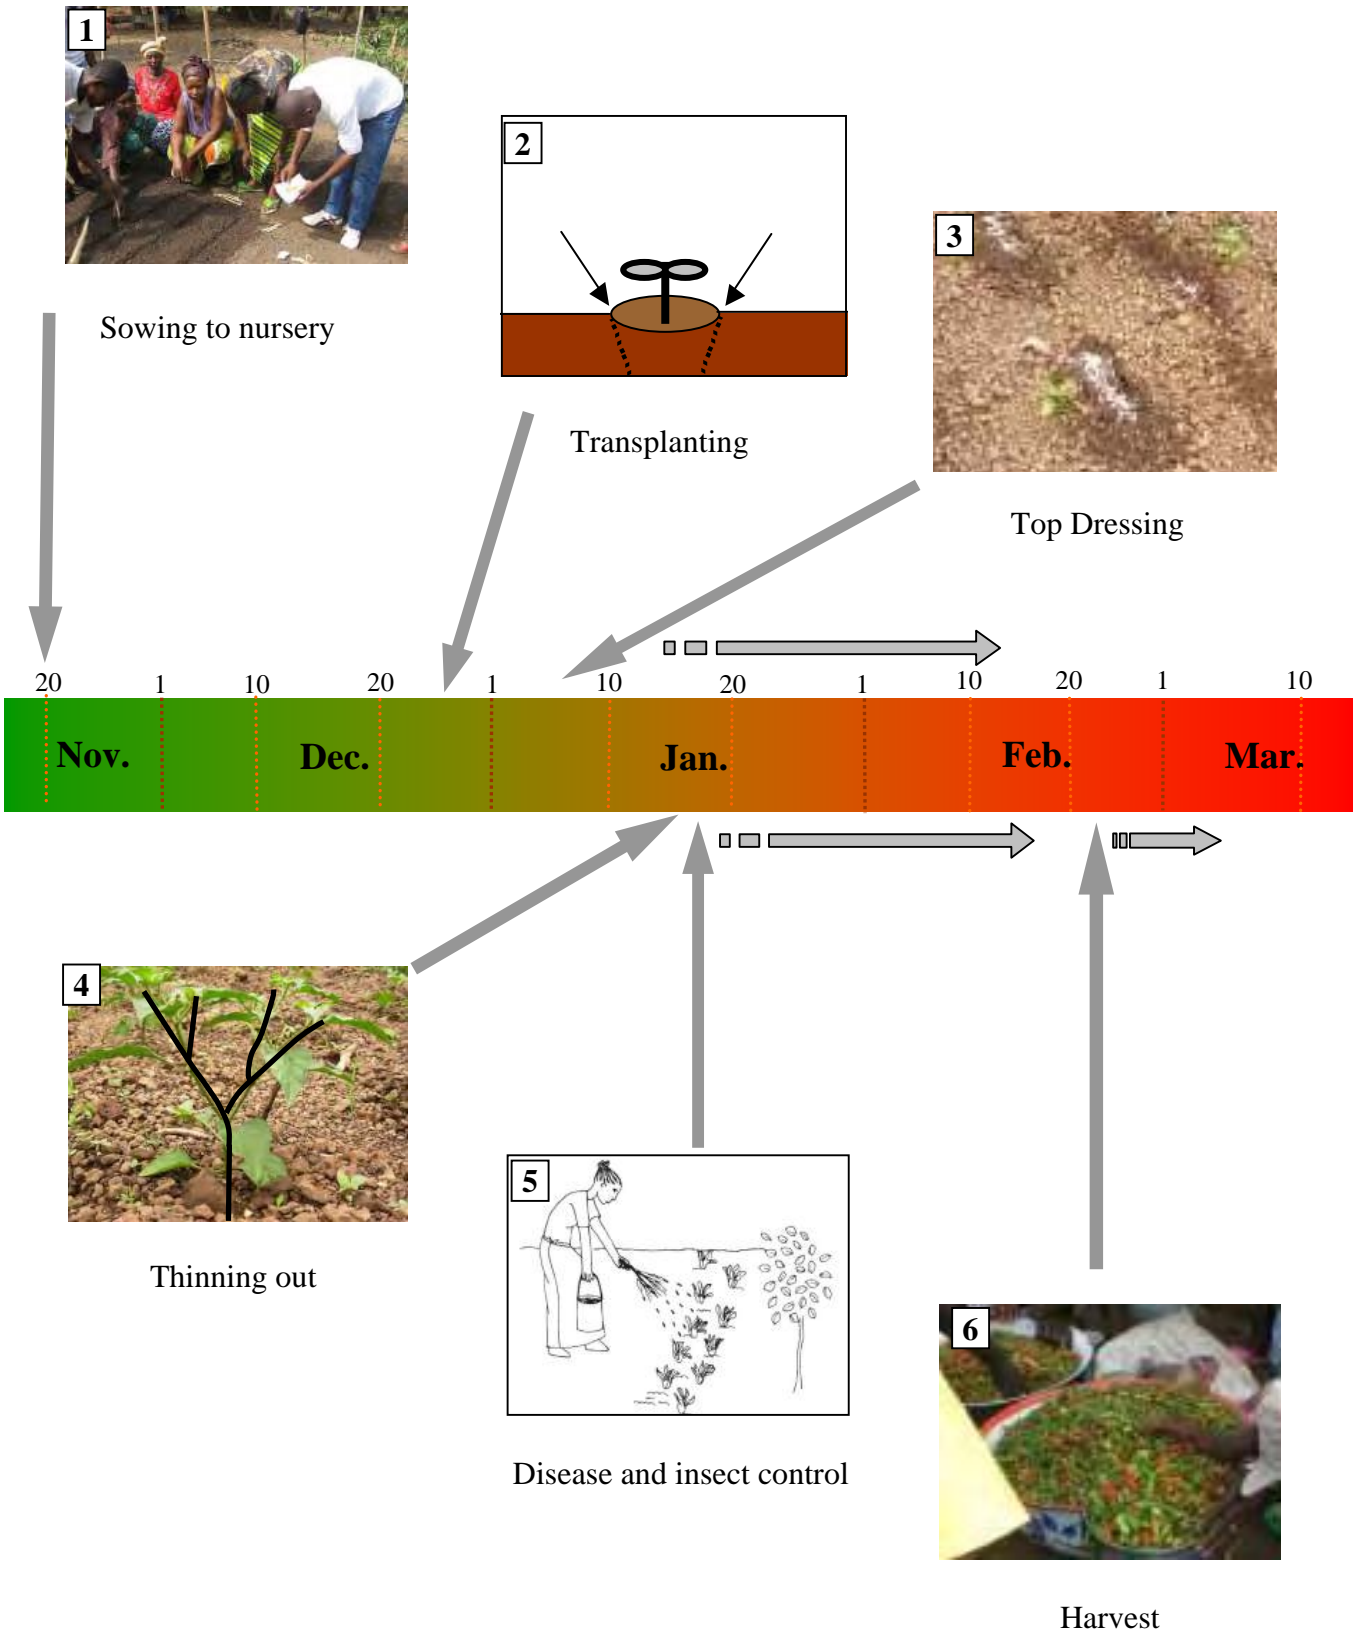 1
Sowing to nursery
2
Transplanting
3
Top Dressing
20 1 10 20 1 10 20 1 10 20 1 10
Nov. Dec. Jan. Feb. Mar.
4
Thinning out
5
Disease and insect control
6
Harvest